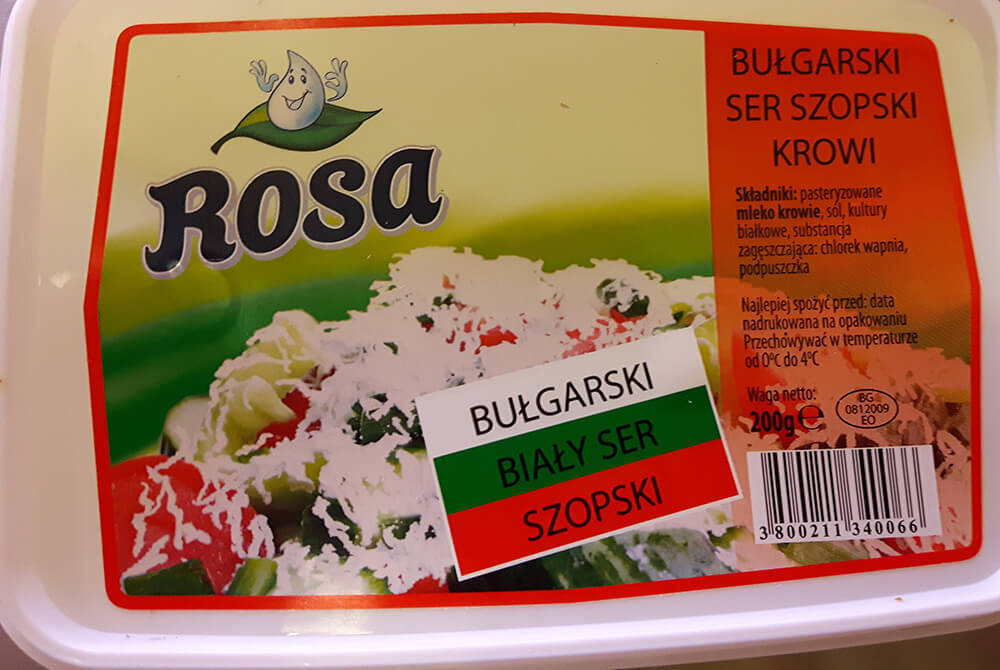 ROSA
BUŁGARSKI
SER SZOPSKI
KROWI
Składniki: pasteryzowane
mleko krowie, sól, kultury
białkowe, substancja
zagęszczająca: chlorek wapnia,
podpuszczka
Najlepiej spożyć przed: data
nadrukowana na opakowaniu
Przechowywać w temperaturze
od 0°C do 4°C
Waga netto:
200g e
BG
0812009
EO
BUŁGARSKI
BIAŁY SER
SZOPSKI
3 800211 340066